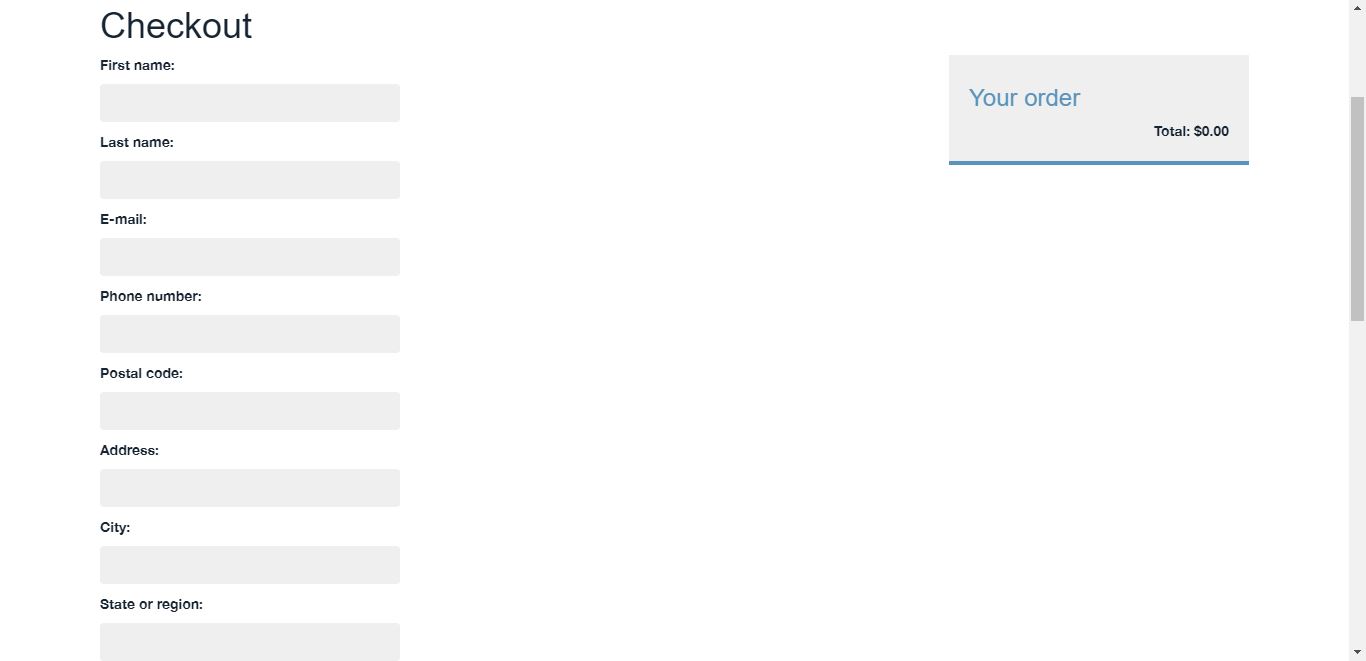 Checkout
First name:
Last name:
E-mail:
Phone number:
Postal code:
Address:
City:
State or region:
Your order
Total: $0.00